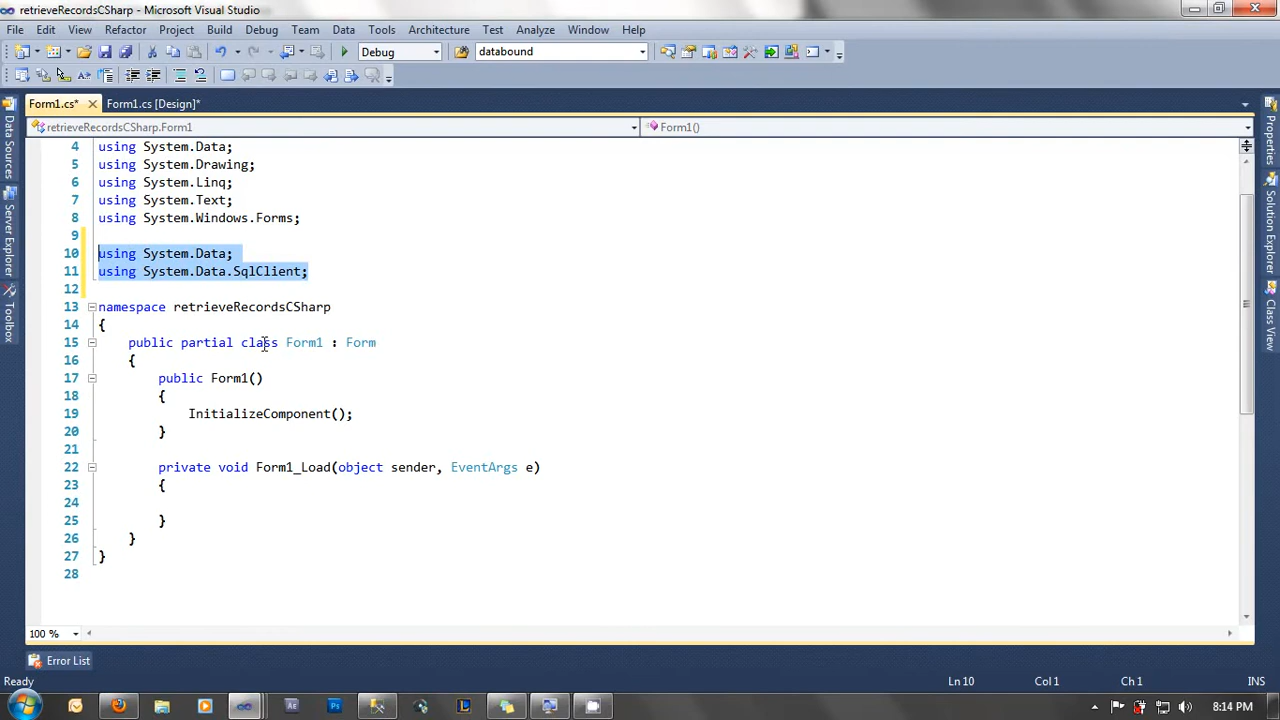 retrieveRecordsCSharp - Microsoft Visual Studio
File Edit View Refactor Project Build Debug Team Data Tools Architecture Test Analyze Window Help
Debug databound
Form1.cs* Form1.cs [Design]*
retrieveRecordsCSharp.Form1 Form1()
4 using System.Data;
5 using System.Drawing;
6 using System.Linq;
7 using System.Text;
8 using System.Windows.Forms;
9
10 using System.Data;
11 using System.Data.SqlClient;
12
13 namespace retrieveRecordsCSharp
14 {
15 public partial class Form1 : Form
16 {
17 public Form1()
18 {
19 InitializeComponent();
20 }
21
22 private void Form1_Load(object sender, EventArgs e)
23 {
24
25 }
26 }
27 }
28
Data Sources
Server Explorer
Toolbox
Properties
Solution Explorer
Class View
100 %
Error List
Ready Ln 10 Col 1 Ch 1 INS
Ae Ps L 8:14 PM